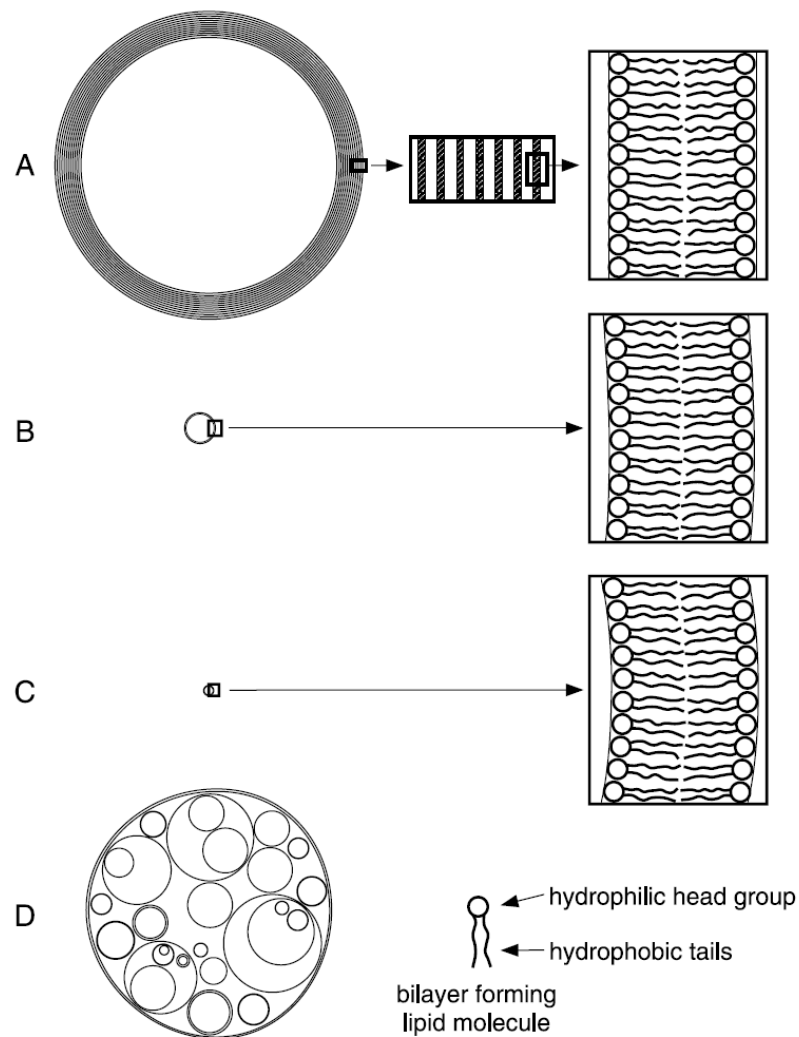 A
B
C
D
hydrophilic head group
hydrophobic tails
bilayer forming
lipid molecule